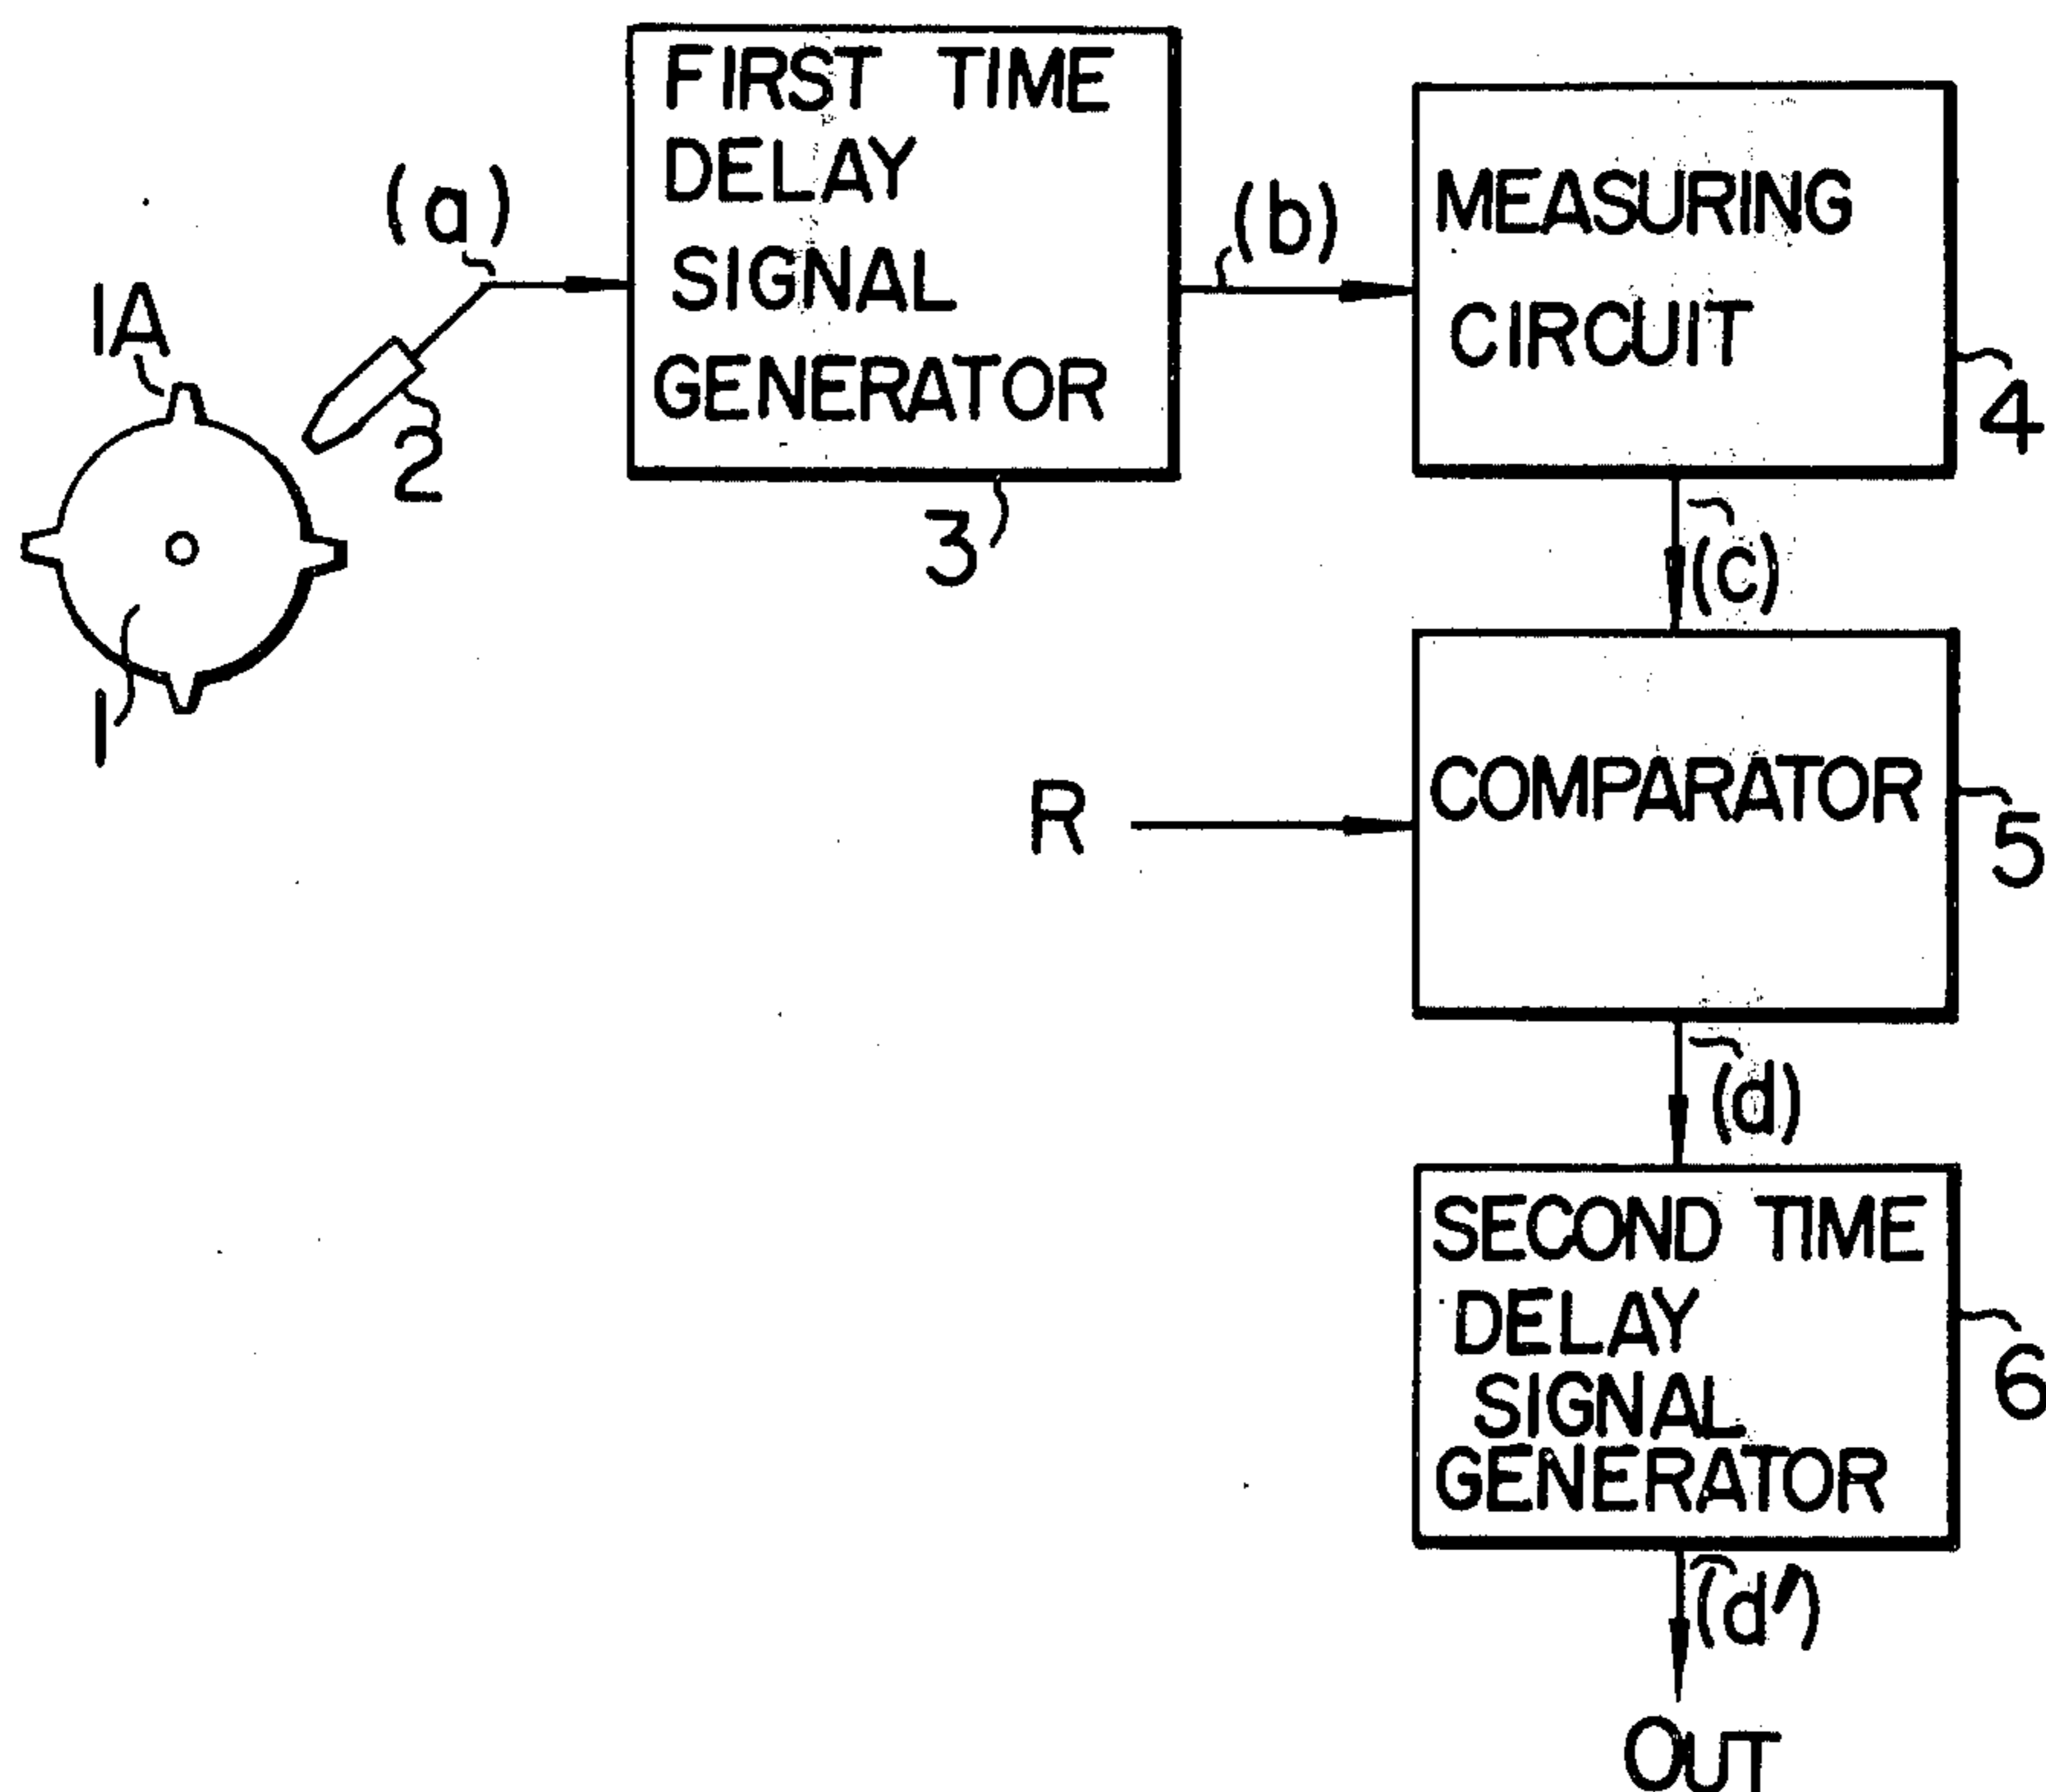 FIRST TIME
DELAY
SIGNAL
GENERATOR
3
(a)
1A
2
1
(b)
MEASURING
CIRCUIT
4
(c)
R
COMPARATOR
5
(d)
SECOND TIME
DELAY
SIGNAL
GENERATOR
6
(d')
OUT